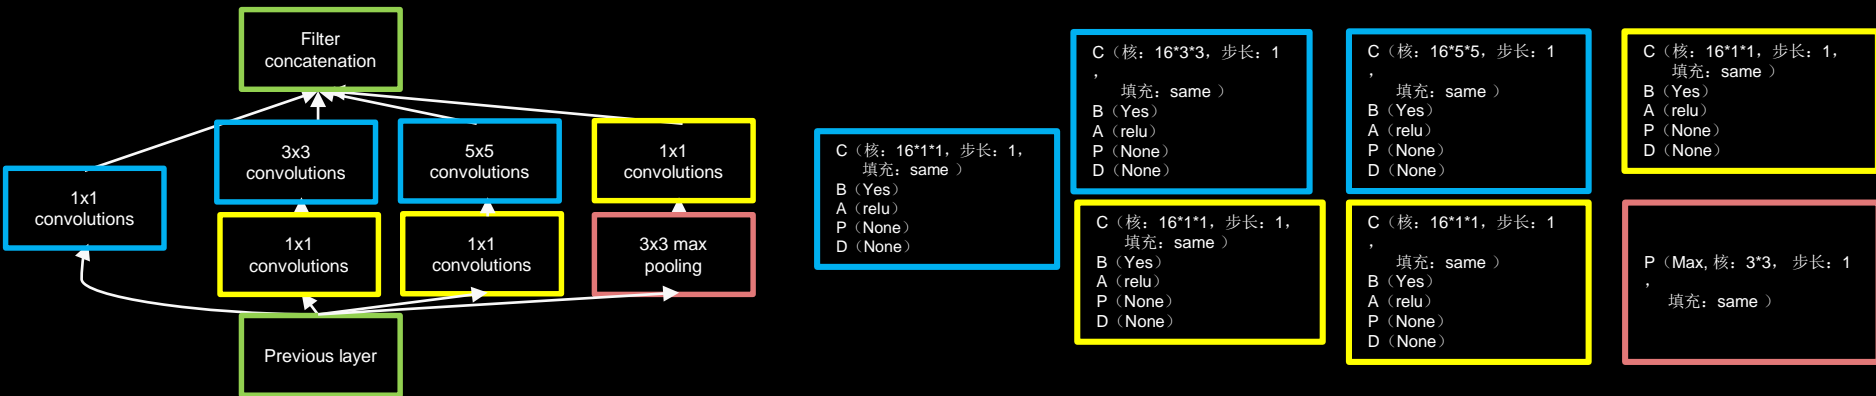 Filter
concatenation
3x3
convolutions
5x5
convolutions
1x1
convolutions
1x1
convolutions
1x1
convolutions
1x1
convolutions
3x3 max
pooling
Previous layer
C（核：16*1*1，步长：1，
填充：same ）
B（Yes）
A（relu）
P（None）
D（None）
C（核：16*3*3，步长：1
，
填充：same ）
B（Yes）
A（relu）
P（None）
D（None）
C（核：16*5*5，步长：1
，
填充：same ）
B（Yes）
A（relu）
P（None）
D（None）
C（核：16*1*1，步长：1，
填充：same ）
B（Yes）
A（relu）
P（None）
D（None）
C（核：16*1*1，步长：1，
填充：same ）
B（Yes）
A（relu）
P（None）
D（None）
C（核：16*1*1，步长：1
，
填充：same ）
B（Yes）
A（relu）
P（None）
D（None）
P（Max, 核：3*3， 步长：1
，
填充：same ）